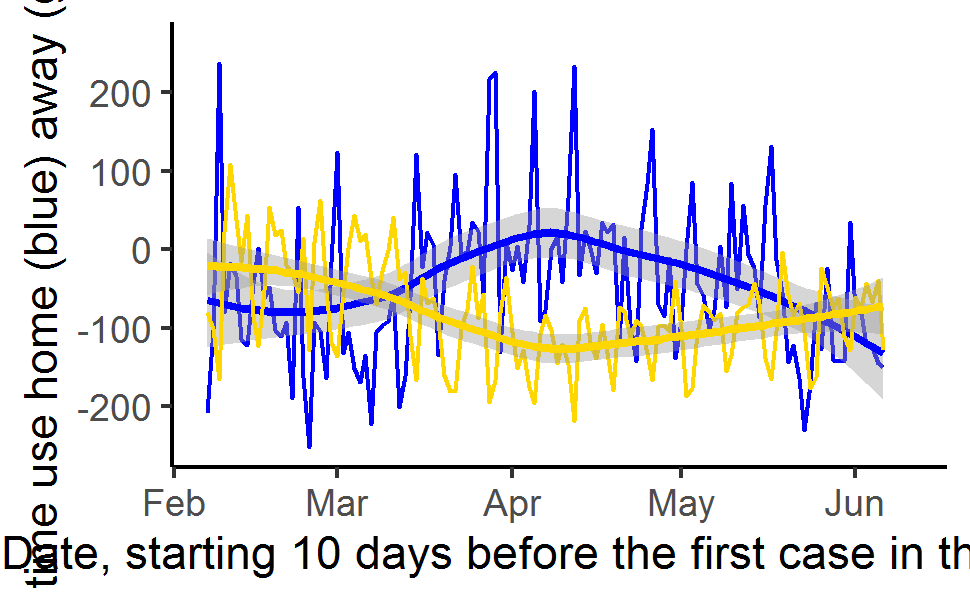 time use home (blue) away (
200
100
0
-100
-200
Feb Mar Apr May Jun
Date, starting 10 days before the first case in th